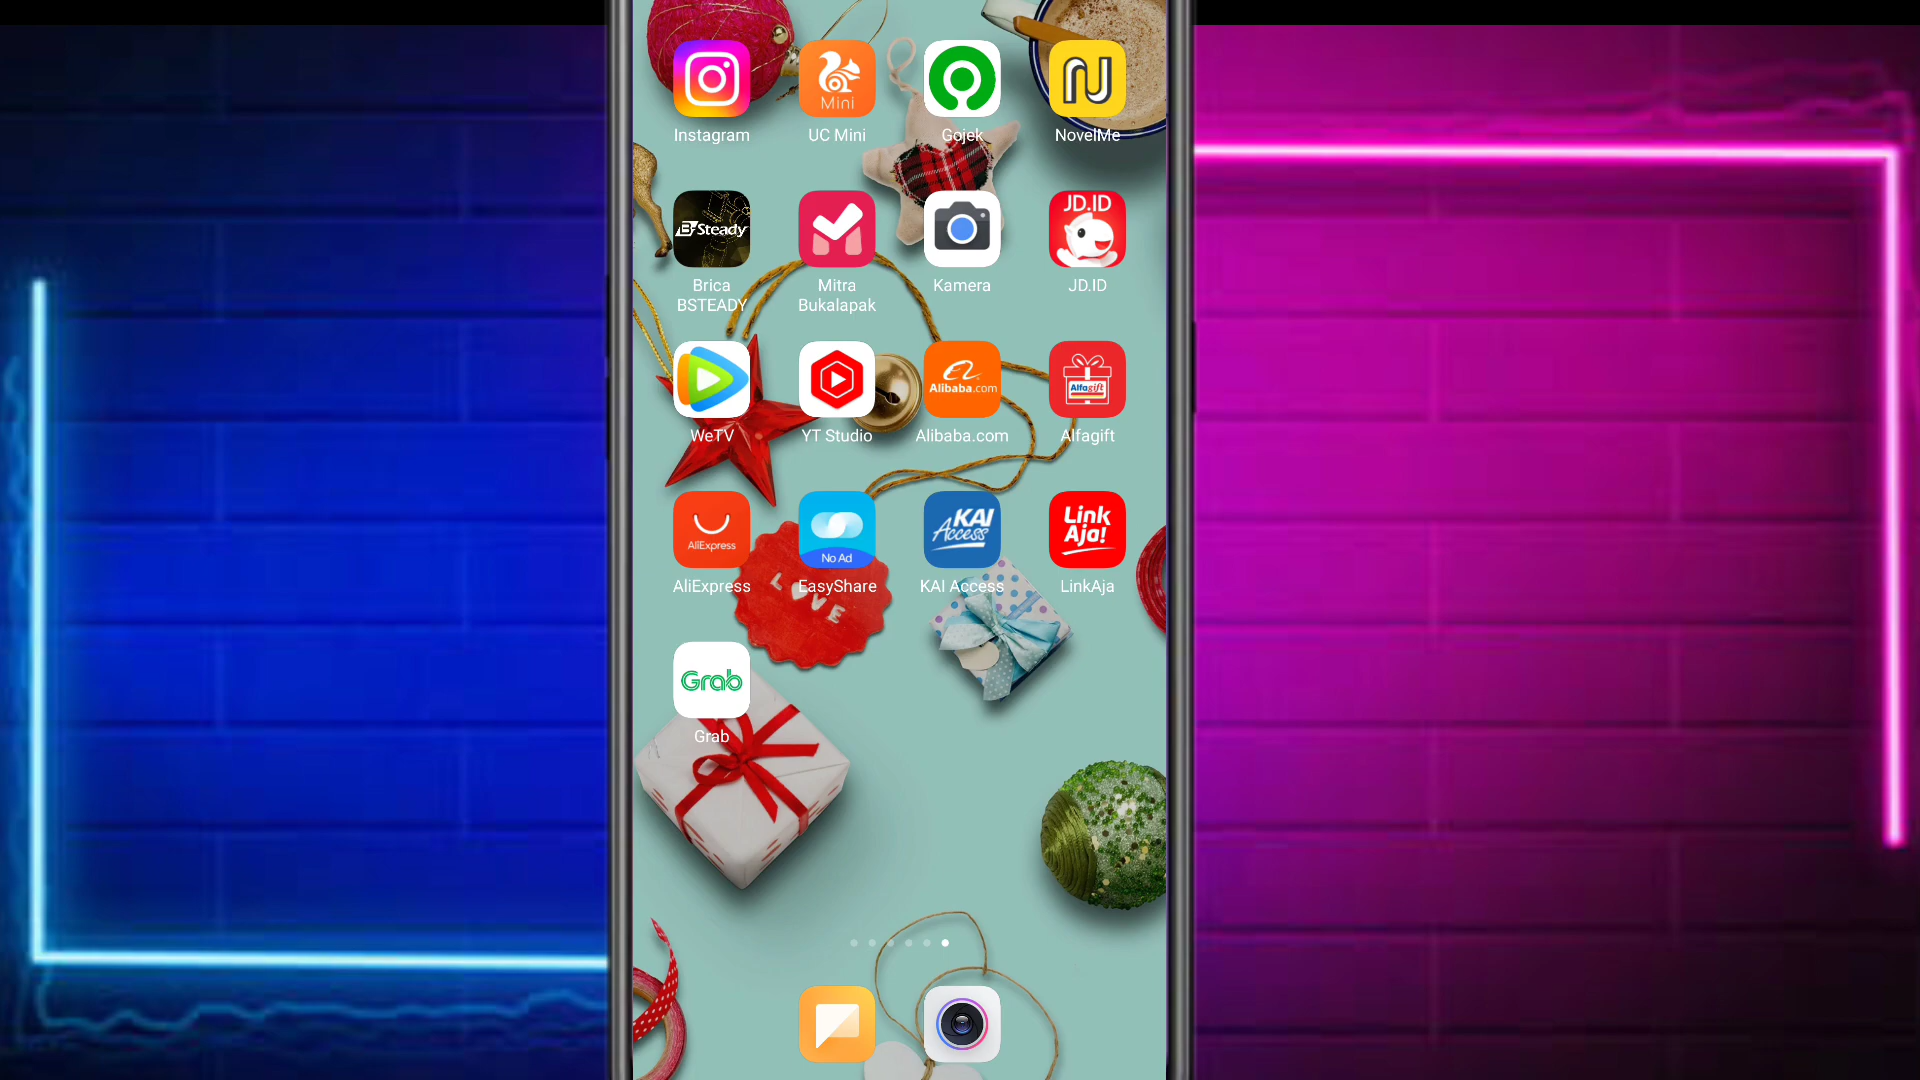 Mini
Instagram
UC Mini
Gojek
NovelMe
BSteady
JD.ID
Brica
BSTEADY
Mitra
Bukalapak
Kamera
JD.ID
Alibaba.com
Alfagift
WeTV
YT Studio
Alibaba.com
Alfagift
AliExpress
No Ad
KAI
Access
Link
Aja!
LOVE
AliExpress
EasyShare
KAI Access
LinkAja
Grab
Grab